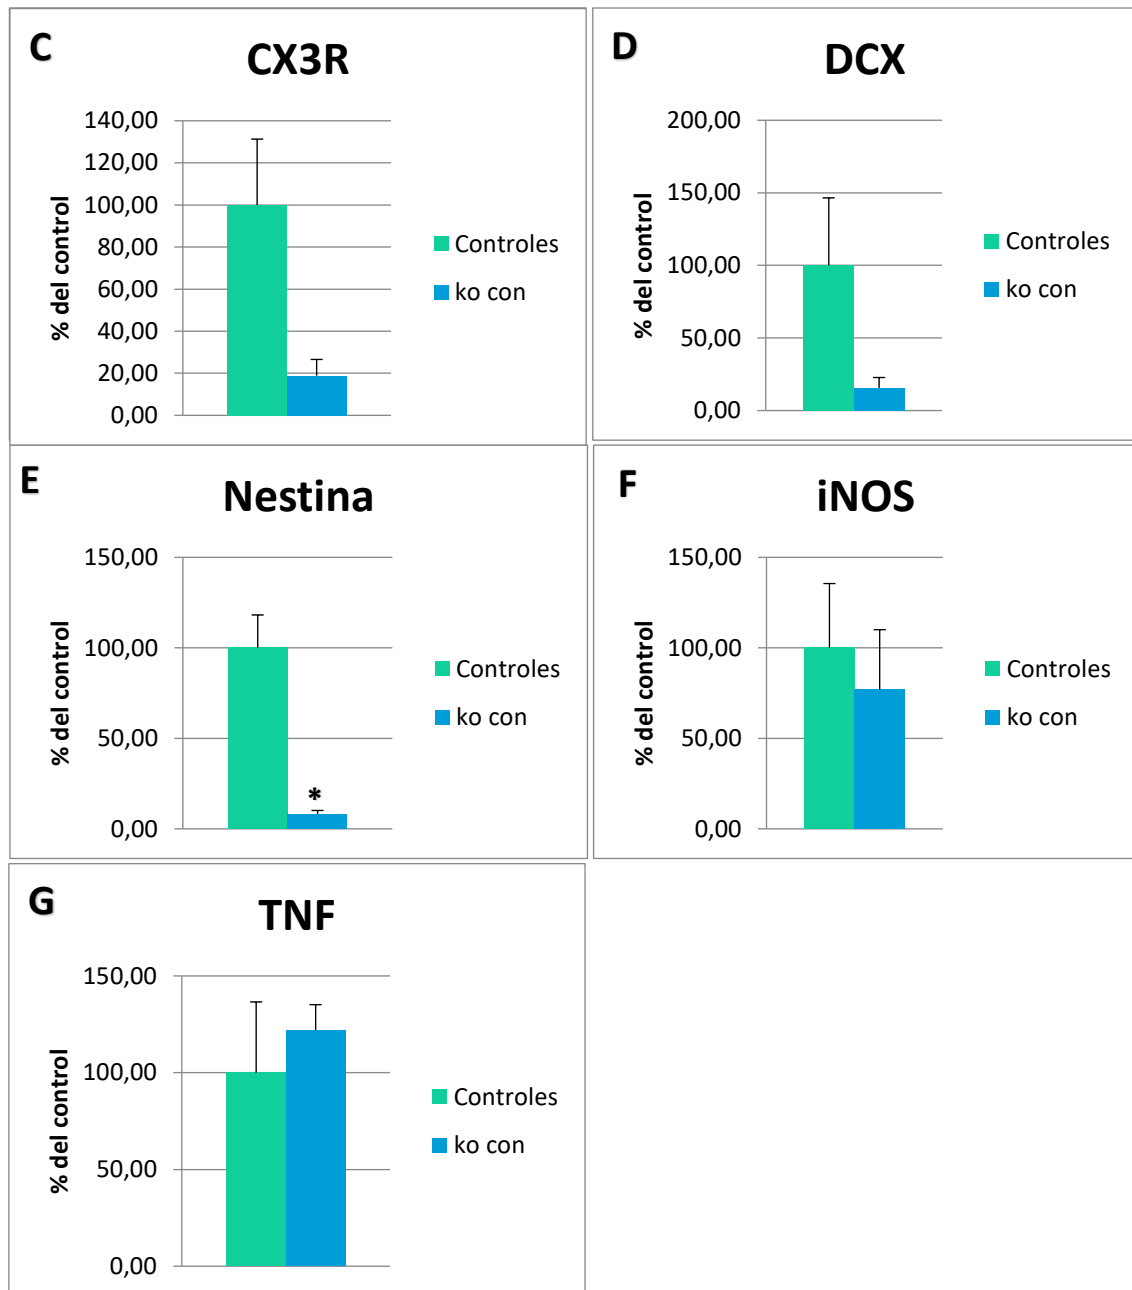 C
CX3R
140,00
120,00
100,00
80,00
60,00
40,00
20,00
0,00
% del control
Controles
ko con
D
DCX
200,00
150,00
100,00
50,00
0,00
% del control
Controles
ko con
E
Nestina
150,00
100,00
50,00
0,00
% del control
*
Controles
ko con
F
iNOS
150,00
100,00
50,00
0,00
% del control
Controles
ko con
G
TNF
150,00
100,00
50,00
0,00
% del control
Controles
ko con